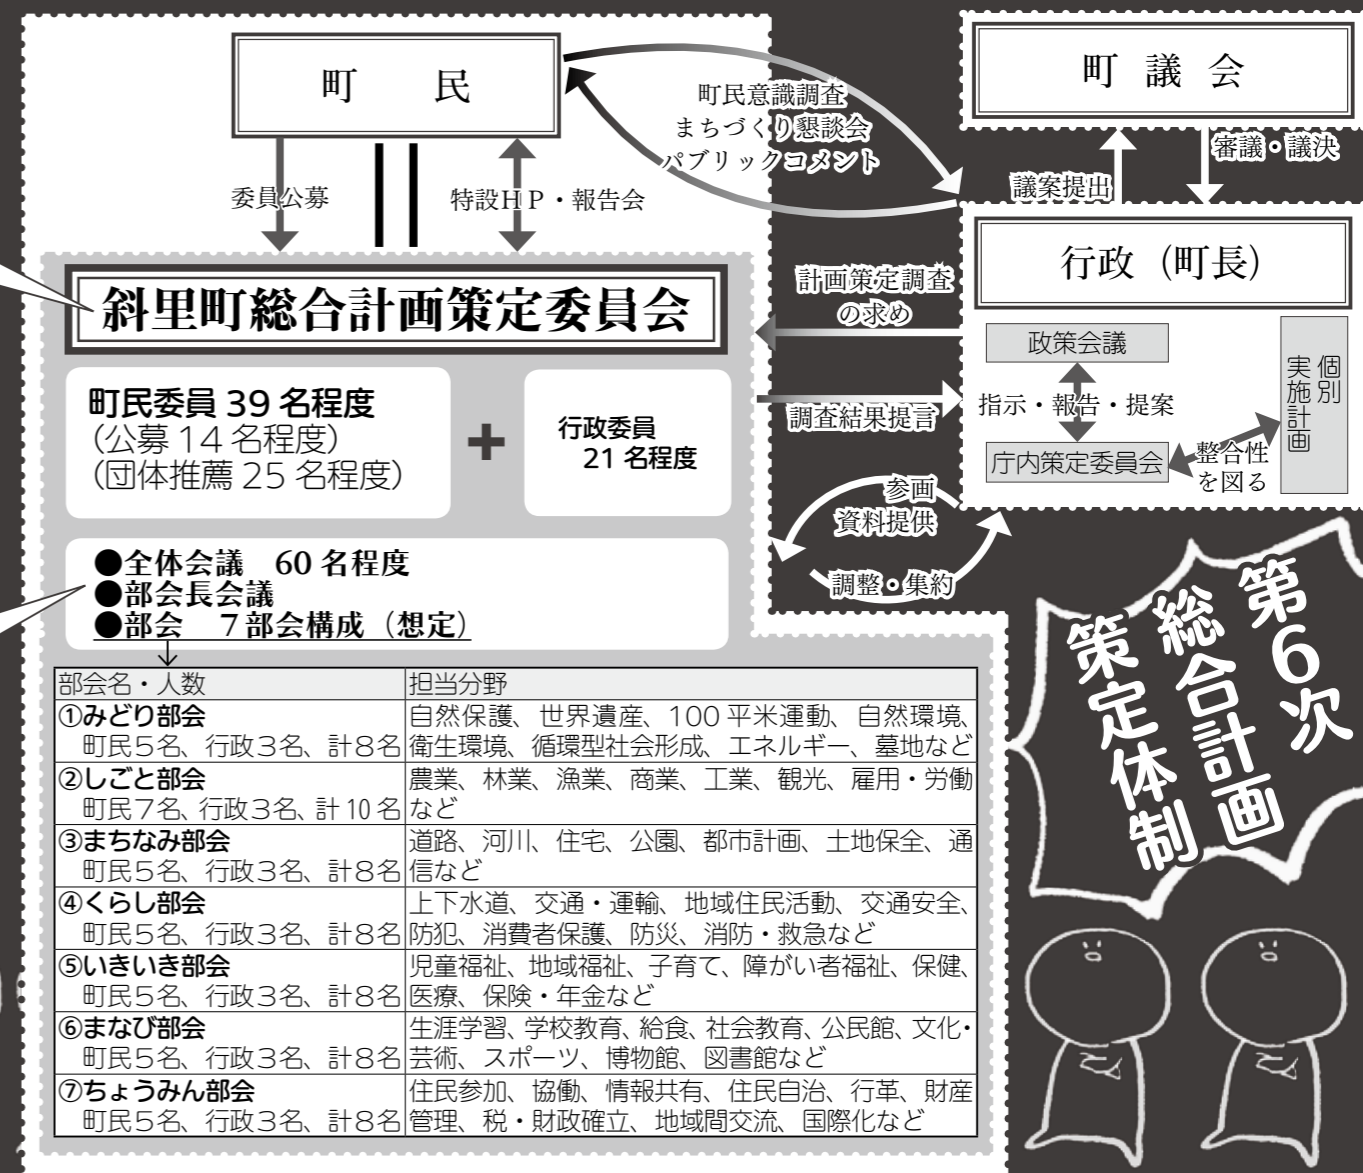 町　民
町民意識調査
まちづくり懇談会
パブリックコメント
委員公募
特設HP・報告会
町　議　会
議案提出
審議・議決
行政（町長）
政策会議
指示・報告・提案
庁内策定委員会
整合性
を図る
個別
実施計画
計画策定調査
の求め
調査結果提言
参画
資料提供
調整・集約
斜里町総合計画策定委員会
町民委員 39 名程度
（公募 14 名程度）
（団体推薦 25 名程度）
+
行政委員
21 名程度
●全体会議　60 名程度
●部会長会議
●部会　７部会構成（想定）
部会名・人数
担当分野
①みどり部会
町民５名、行政３名、計８名
自然保護、世界遺産、100 平米運動、自然環境、
衛生環境、循環型社会形成、エネルギー、墓地など
②しごと部会
町民７名、行政３名、計 10 名
農業、林業、漁業、商業、工業、観光、雇用・労働
など
③まちなみ部会
町民５名、行政３名、計８名
道路、河川、住宅、公園、都市計画、土地保全、通
信など
④くらし部会
町民５名、行政３名、計８名
上下水道、交通・運輸、地域住民活動、交通安全、
防犯、消費者保護、防災、消防・救急など
⑤いきいき部会
町民５名、行政３名、計８名
児童福祉、地域福祉、子育て、障がい者福祉、保健、
医療、保険・年金など
⑥まなび部会
町民５名、行政３名、計８名
生涯学習、学校教育、給食、社会教育、公民館、文化・
芸術、スポーツ、博物館、図書館など
⑦ちょうみん部会
町民５名、行政３名、計８名
住民参加、協働、情報共有、住民自治、行革、財産
管理、税・財政確立、地域間交流、国際化など
第６次
総合計画
策定体制